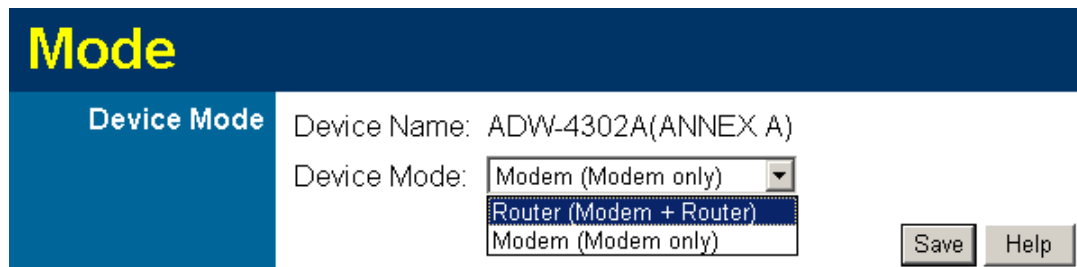 Mode
Device Mode
Device Name: ADW-4302A(ANNEX A)
Device Mode: Modem (Modem only)
Router (Modem + Router)
Modem (Modem only)
Save Help